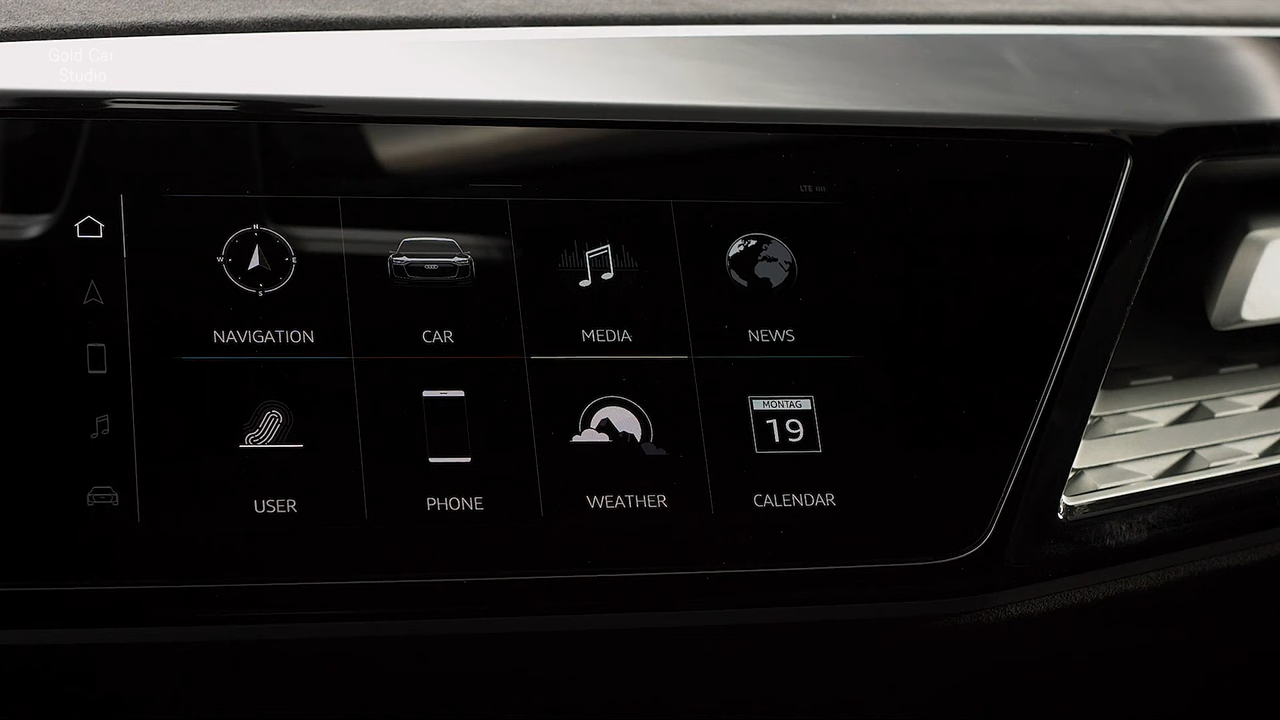 Gold Car
Studio
LTE
N
W E
S
NAVIGATION
CAR
MEDIA
NEWS
MONTAG
19
USER
PHONE
WEATHER
CALENDAR